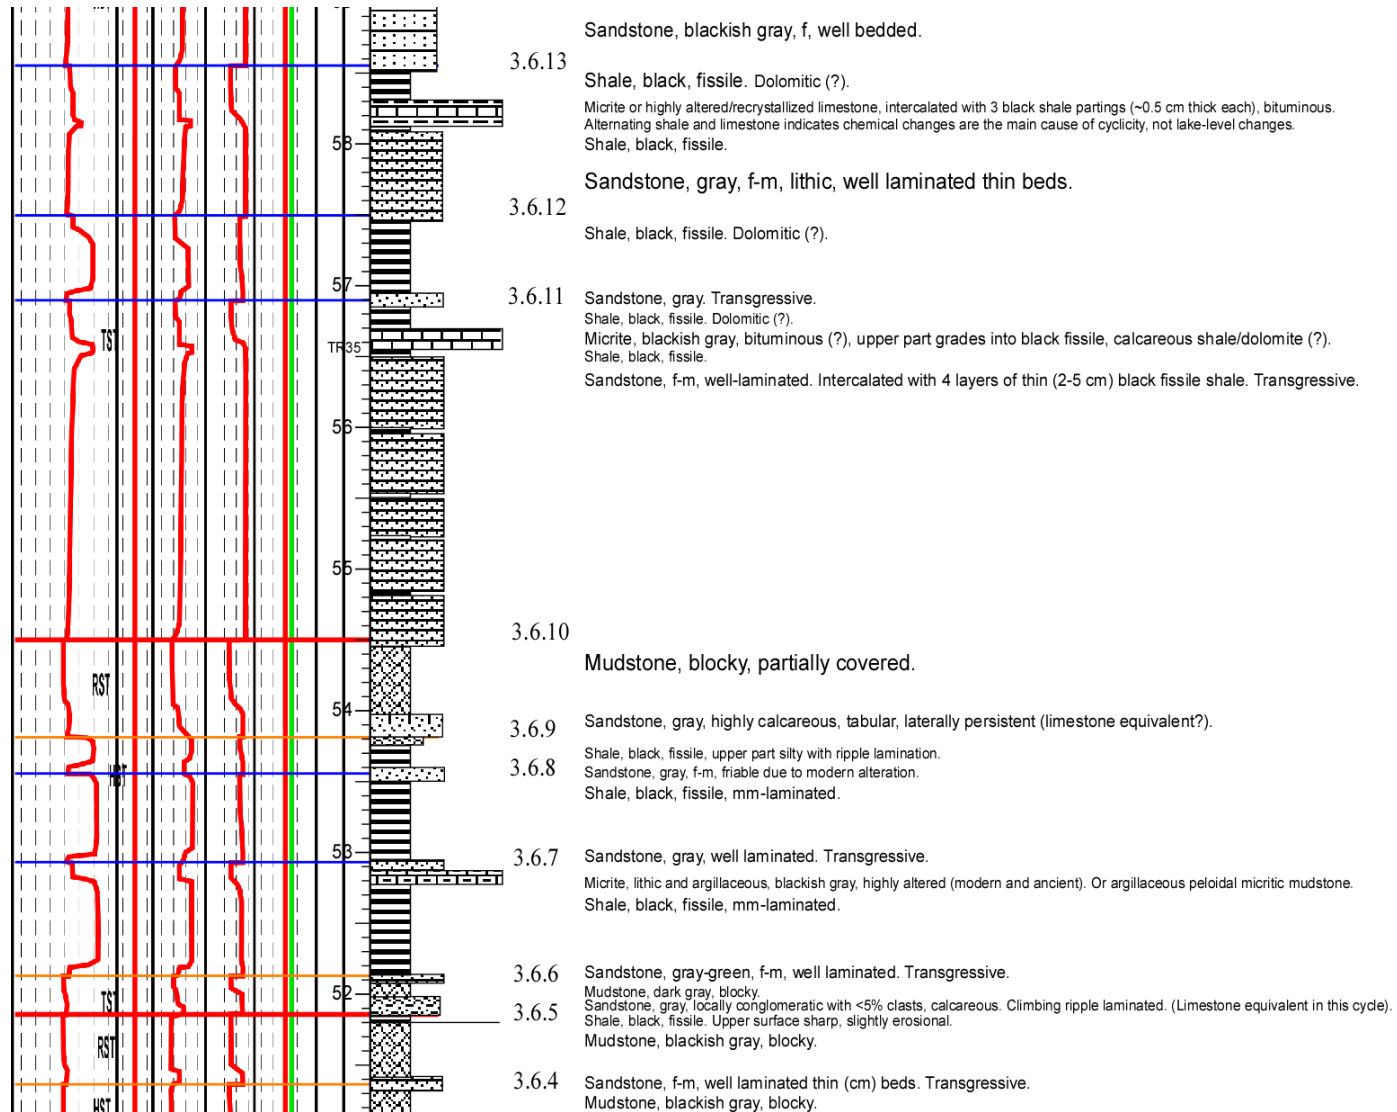 Sandstone, blackish gray, f, well bedded.
3.6.13
Shale, black, fissile. Dolomitic (?).
Micrite or highly altered/recrystallized limestone, intercalated with 3 black shale partings (~0.5 cm thick each), bituminous.
Alternating shale and limestone indicates chemical changes are the main cause of cyclicity, not lake-level changes.
58
Shale, black, fissile.
Sandstone, gray, f-m, lithic, well laminated thin beds.
3.6.12
Shale, black, fissile. Dolomitic (?).
57
3.6.11
Sandstone, gray. Transgressive.
Shale, black, fissile. Dolomitic (?).
TST
TR35
Micrite, blackish gray, bituminous (?), upper part grades into black fissile, calcareous shale/dolomite (?).
Shale, black, fissile.
Sandstone, f-m, well-laminated. Intercalated with 4 layers of thin (2-5 cm) black fissile shale. Transgressive.
56
55
3.6.10
Mudstone, blocky, partially covered.
RST
54
3.6.9
Sandstone, gray, highly calcareous, tabular, laterally persistent (limestone equivalent?).
Shale, black, fissile, upper part silty with ripple lamination.
HST
3.6.8
Sandstone, gray, f-m, friable due to modern alteration.
Shale, black, fissile, mm-laminated.
53
3.6.7
Sandstone, gray, well laminated. Transgressive.
Micrite, lithic and argillaceous, blackish gray, highly altered (modern and ancient). Or argillaceous peloidal micritic mudstone.
Shale, black, fissile, mm-laminated.
3.6.6
Sandstone, gray-green, f-m, well laminated. Transgressive.
52
Mudstone, dark gray, blocky.
TST
3.6.5
Sandstone, gray, locally conglomeratic with <5% clasts, calcareous. Climbing ripple laminated. (Limestone equivalent in this cycle).
Shale, black, fissile. Upper surface sharp, slightly erosional.
RST
Mudstone, blackish gray, blocky.
3.6.4
Sandstone, f-m, well laminated thin (cm) beds. Transgressive.
HST
Mudstone, blackish gray, blocky.